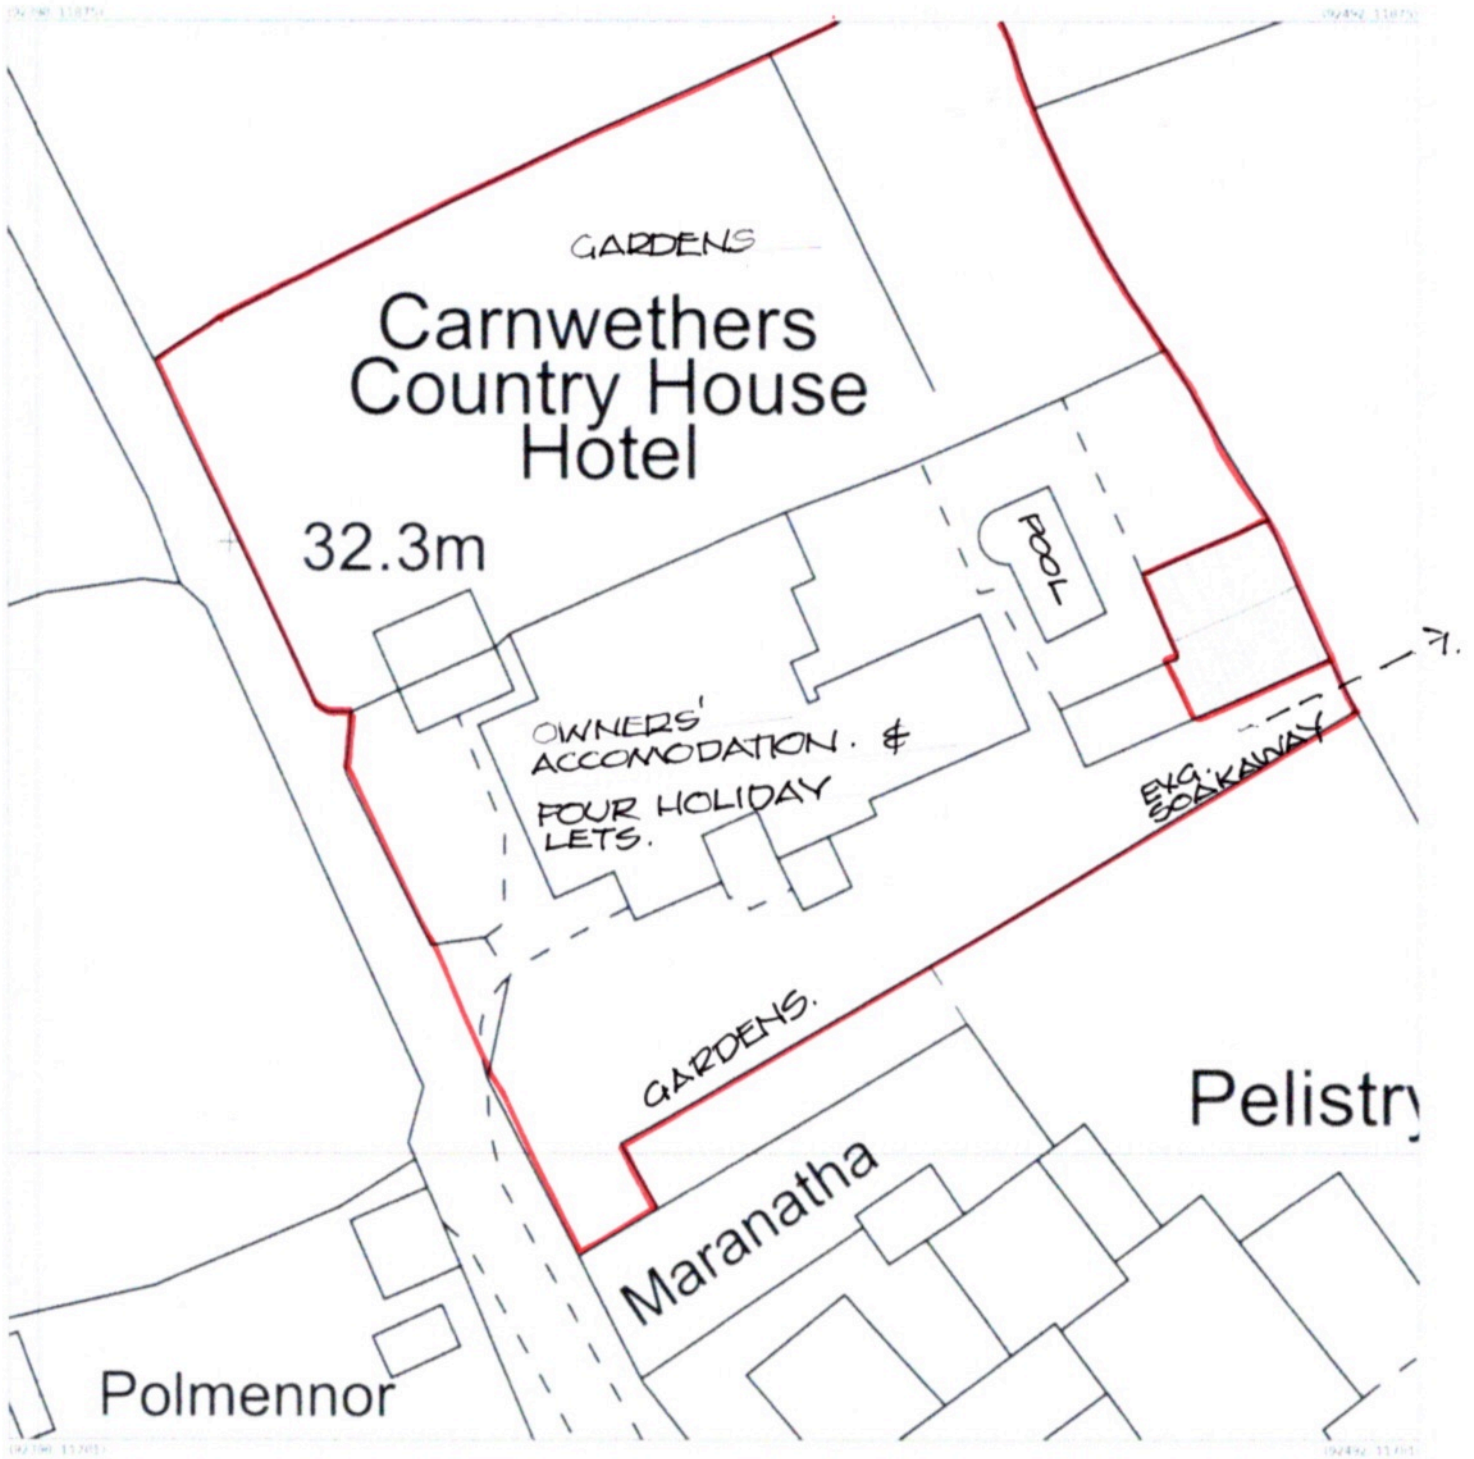 GARDENS
Carnwethers
Country House
Hotel
32.3m
POOL
OWNERS'
ACCOMODATION. &
FOUR HOLIDAY
LETS.
EXG.
SOAKAWAY
GARDENS.
Pelistry
Maranatha
Polmennor